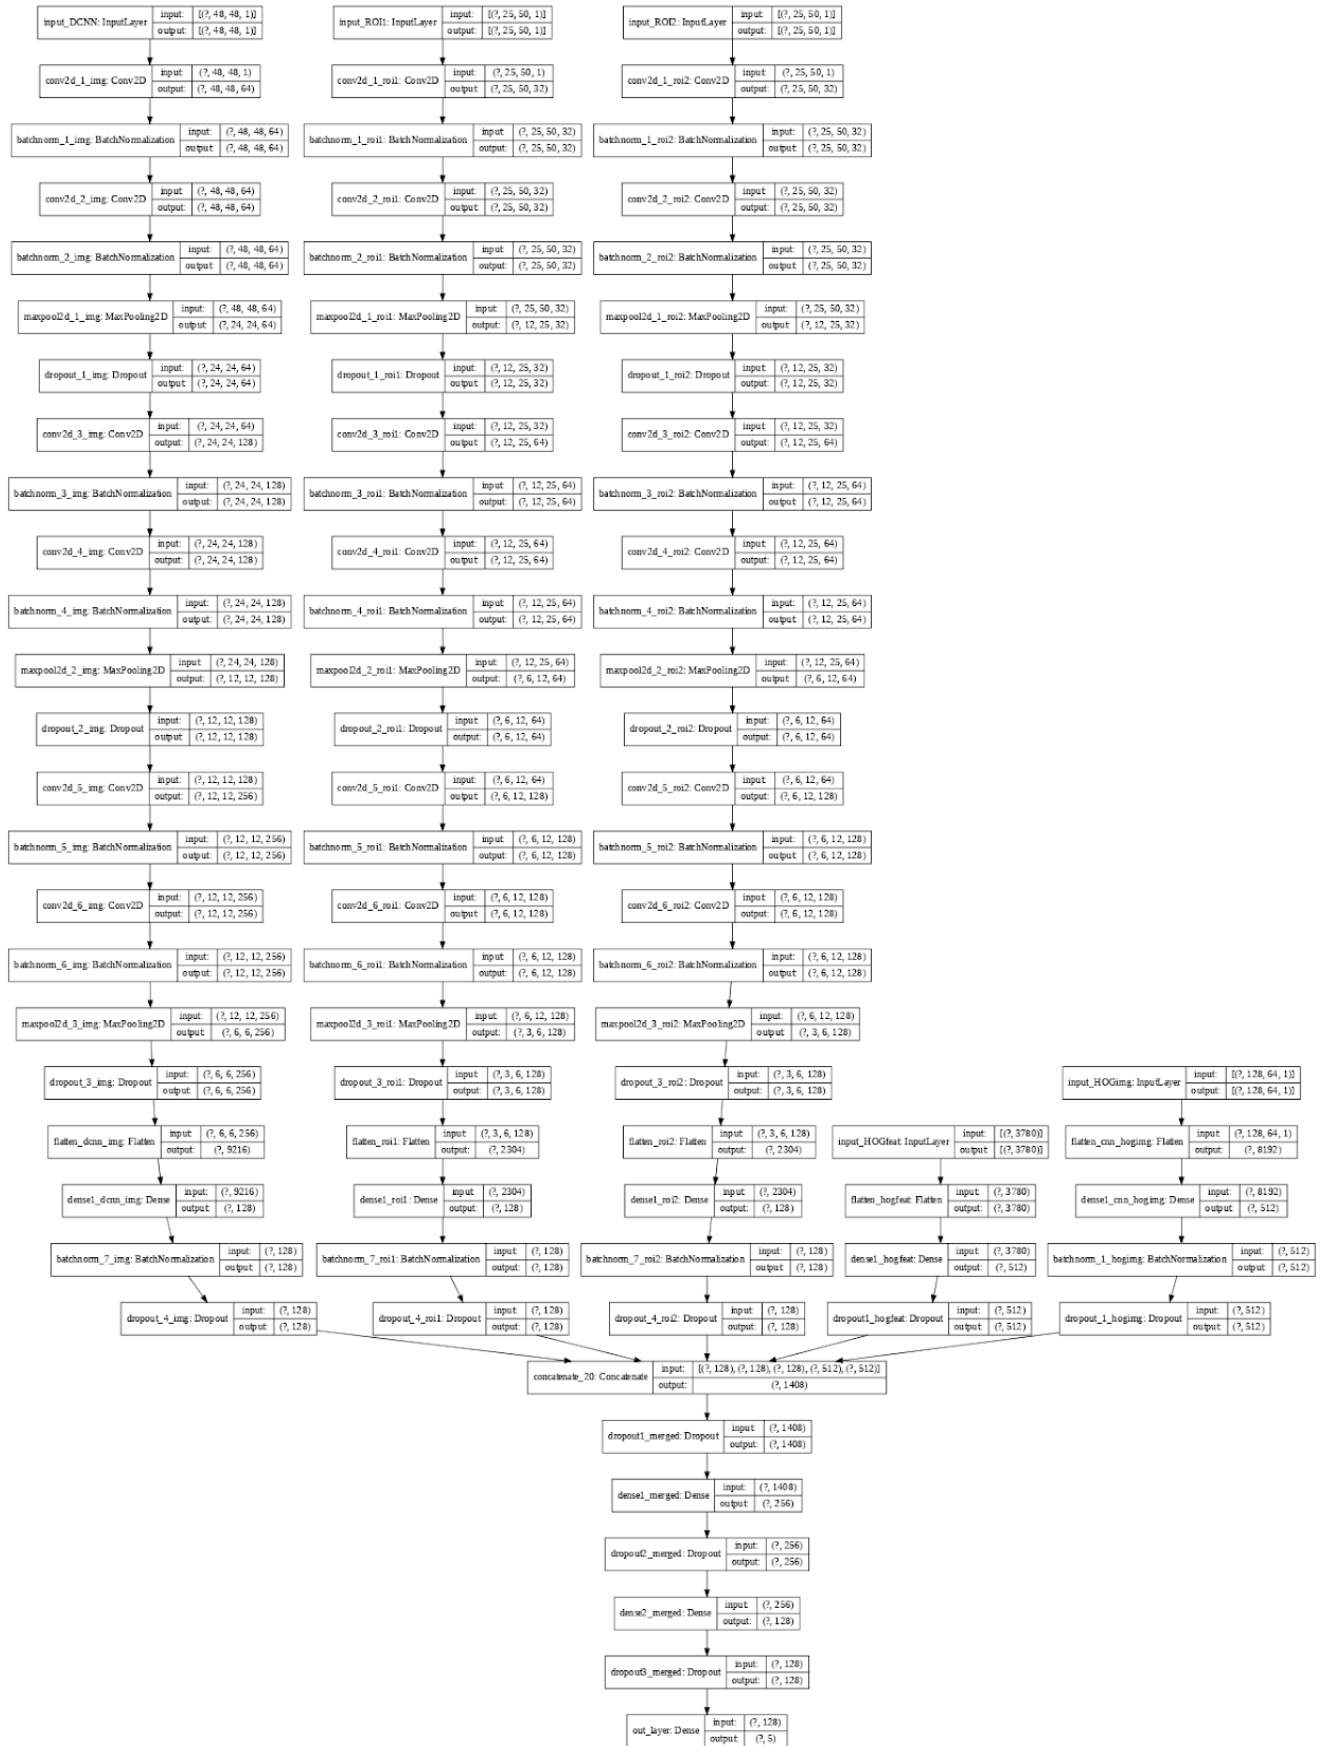 input_DCNN: InputLayer
input: [(?, 48, 48, 1)]
output: [(?, 48, 48, 1)]
conv2d_1_img: Conv2D
input: (?, 48, 48, 1)
output: (?, 48, 48, 64)
batchnorm_1_img: BatchNormalization
input: (?, 48, 48, 64)
output: (?, 48, 48, 64)
conv2d_2_img: Conv2D
input: (?, 48, 48, 64)
output: (?, 48, 48, 64)
batchnorm_2_img: BatchNormalization
input: (?, 48, 48, 64)
output: (?, 48, 48, 64)
maxpool2d_1_img: MaxPooling2D
input: (?, 48, 48, 64)
output: (?, 24, 24, 64)
dropout_1_img: Dropout
input: (?, 24, 24, 64)
output: (?, 24, 24, 64)
conv2d_3_img: Conv2D
input: (?, 24, 24, 64)
output: (?, 24, 24, 128)
batchnorm_3_img: BatchNormalization
input: (?, 24, 24, 128)
output: (?, 24, 24, 128)
conv2d_4_img: Conv2D
input: (?, 24, 24, 128)
output: (?, 24, 24, 128)
batchnorm_4_img: BatchNormalization
input: (?, 24, 24, 128)
output: (?, 24, 24, 128)
maxpool2d_2_img: MaxPooling2D
input: (?, 24, 24, 128)
output: (?, 12, 12, 128)
dropout_2_img: Dropout
input: (?, 12, 12, 128)
output: (?, 12, 12, 128)
conv2d_5_img: Conv2D
input: (?, 12, 12, 128)
output: (?, 12, 12, 256)
batchnorm_5_img: BatchNormalization
input: (?, 12, 12, 256)
output: (?, 12, 12, 256)
conv2d_6_img: Conv2D
input: (?, 12, 12, 256)
output: (?, 12, 12, 256)
batchnorm_6_img: BatchNormalization
input: (?, 12, 12, 256)
output: (?, 12, 12, 256)
maxpool2d_3_img: MaxPooling2D
input: (?, 12, 12, 256)
output: (?, 6, 6, 256)
dropout_3_img: Dropout
input: (?, 6, 6, 256)
output: (?, 6, 6, 256)
flatten_dcnn_img: Flatten
input: (?, 6, 6, 256)
output: (?, 9216)
dense1_dcnn_img: Dense
input: (?, 9216)
output: (?, 128)
batchnorm_7_img: BatchNormalization
input: (?, 128)
output: (?, 128)
dropout_4_img: Dropout
input: (?, 128)
output: (?, 128)
input_ROI1: InputLayer
input: [(?, 25, 50, 1)]
output: [(?, 25, 50, 1)]
conv2d_1_roi1: Conv2D
input: (?, 25, 50, 1)
output: (?, 25, 50, 32)
batchnorm_1_roi1: BatchNormalization
input: (?, 25, 50, 32)
output: (?, 25, 50, 32)
conv2d_2_roi1: Conv2D
input: (?, 25, 50, 32)
output: (?, 25, 50, 32)
batchnorm_2_roi1: BatchNormalization
input: (?, 25, 50, 32)
output: (?, 25, 50, 32)
maxpool2d_1_roi1: MaxPooling2D
input: (?, 25, 50, 32)
output: (?, 12, 25, 32)
dropout_1_roi1: Dropout
input: (?, 12, 25, 32)
output: (?, 12, 25, 32)
conv2d_3_roi1: Conv2D
input: (?, 12, 25, 32)
output: (?, 12, 25, 64)
batchnorm_3_roi1: BatchNormalization
input: (?, 12, 25, 64)
output: (?, 12, 25, 64)
conv2d_4_roi1: Conv2D
input: (?, 12, 25, 64)
output: (?, 12, 25, 64)
batchnorm_4_roi1: BatchNormalization
input: (?, 12, 25, 64)
output: (?, 12, 25, 64)
maxpool2d_2_roi1: MaxPooling2D
input: (?, 12, 25, 64)
output: (?, 6, 12, 64)
dropout_2_roi1: Dropout
input: (?, 6, 12, 64)
output: (?, 6, 12, 64)
conv2d_5_roi1: Conv2D
input: (?, 6, 12, 64)
output: (?, 6, 12, 128)
batchnorm_5_roi1: BatchNormalization
input: (?, 6, 12, 128)
output: (?, 6, 12, 128)
conv2d_6_roi1: Conv2D
input: (?, 6, 12, 128)
output: (?, 6, 12, 128)
batchnorm_6_roi1: BatchNormalization
input: (?, 6, 12, 128)
output: (?, 6, 12, 128)
maxpool2d_3_roi1: MaxPooling2D
input: (?, 6, 12, 128)
output: (?, 3, 6, 128)
dropout_3_roi1: Dropout
input: (?, 3, 6, 128)
output: (?, 3, 6, 128)
flatten_roi1: Flatten
input: (?, 3, 6, 128)
output: (?, 2304)
dense1_roi1: Dense
input: (?, 2304)
output: (?, 128)
batchnorm_7_roi1: BatchNormalization
input: (?, 128)
output: (?, 128)
dropout_4_roi1: Dropout
input: (?, 128)
output: (?, 128)
input_ROI2: InputLayer
input: [(?, 25, 50, 1)]
output: [(?, 25, 50, 1)]
conv2d_1_roi2: Conv2D
input: (?, 25, 50, 1)
output: (?, 25, 50, 32)
batchnorm_1_roi2: BatchNormalization
input: (?, 25, 50, 32)
output: (?, 25, 50, 32)
conv2d_2_roi2: Conv2D
input: (?, 25, 50, 32)
output: (?, 25, 50, 32)
batchnorm_2_roi2: BatchNormalization
input: (?, 25, 50, 32)
output: (?, 25, 50, 32)
maxpool2d_1_roi2: MaxPooling2D
input: (?, 25, 50, 32)
output: (?, 12, 25, 32)
dropout_1_roi2: Dropout
input: (?, 12, 25, 32)
output: (?, 12, 25, 32)
conv2d_3_roi2: Conv2D
input: (?, 12, 25, 32)
output: (?, 12, 25, 64)
batchnorm_3_roi2: BatchNormalization
input: (?, 12, 25, 64)
output: (?, 12, 25, 64)
conv2d_4_roi2: Conv2D
input: (?, 12, 25, 64)
output: (?, 12, 25, 64)
batchnorm_4_roi2: BatchNormalization
input: (?, 12, 25, 64)
output: (?, 12, 25, 64)
maxpool2d_2_roi2: MaxPooling2D
input: (?, 12, 25, 64)
output: (?, 6, 12, 64)
dropout_2_roi2: Dropout
input: (?, 6, 12, 64)
output: (?, 6, 12, 64)
conv2d_5_roi2: Conv2D
input: (?, 6, 12, 64)
output: (?, 6, 12, 128)
batchnorm_5_roi2: BatchNormalization
input: (?, 6, 12, 128)
output: (?, 6, 12, 128)
conv2d_6_roi2: Conv2D
input: (?, 6, 12, 128)
output: (?, 6, 12, 128)
batchnorm_6_roi2: BatchNormalization
input: (?, 6, 12, 128)
output: (?, 6, 12, 128)
maxpool2d_3_roi2: MaxPooling2D
input: (?, 6, 12, 128)
output: (?, 3, 6, 128)
dropout_3_roi2: Dropout
input: (?, 3, 6, 128)
output: (?, 3, 6, 128)
flatten_roi2: Flatten
input: (?, 3, 6, 128)
output: (?, 2304)
dense1_roi2: Dense
input: (?, 2304)
output: (?, 128)
batchnorm_7_roi2: BatchNormalization
input: (?, 128)
output: (?, 128)
dropout_4_roi2: Dropout
input: (?, 128)
output: (?, 128)
input_HOGfeat: InputLayer
input: [(?, 3780)]
output: [(?, 3780)]
flatten_hogfeat: Flatten
input: (?, 3780)
output: (?, 3780)
dense1_hogfeat: Dense
input: (?, 3780)
output: (?, 512)
dropout1_hogfeat: Dropout
input: (?, 512)
output: (?, 512)
input_HOGimg: InputLayer
input: [(?, 128, 64, 1)]
output: [(?, 128, 64, 1)]
flatten_cnn_hogimg: Flatten
input: (?, 128, 64, 1)
output: (?, 8192)
dense1_cnn_hogimg: Dense
input: (?, 8192)
output: (?, 512)
batchnorm_1_hogimg: BatchNormalization
input: (?, 512)
output: (?, 512)
dropout_1_hogimg: Dropout
input: (?, 512)
output: (?, 512)
concatenate_20: Concatenate
input: [(?, 128), (?, 128), (?, 128), (?, 512), (?, 512)]
output: (?, 1408)
dropout1_merged: Dropout
input: (?, 1408)
output: (?, 1408)
dense1_merged: Dense
input: (?, 1408)
output: (?, 256)
dropout2_merged: Dropout
input: (?, 256)
output: (?, 256)
dense2_merged: Dense
input: (?, 256)
output: (?, 128)
dropout3_merged: Dropout
input: (?, 128)
output: (?, 128)
out_layer: Dense
input: (?, 128)
output: (?, 5)